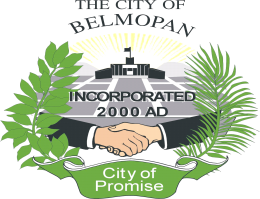 THE CITY OF
BELMOPAN
INCORPORATED
2000 AD
City of
Promise